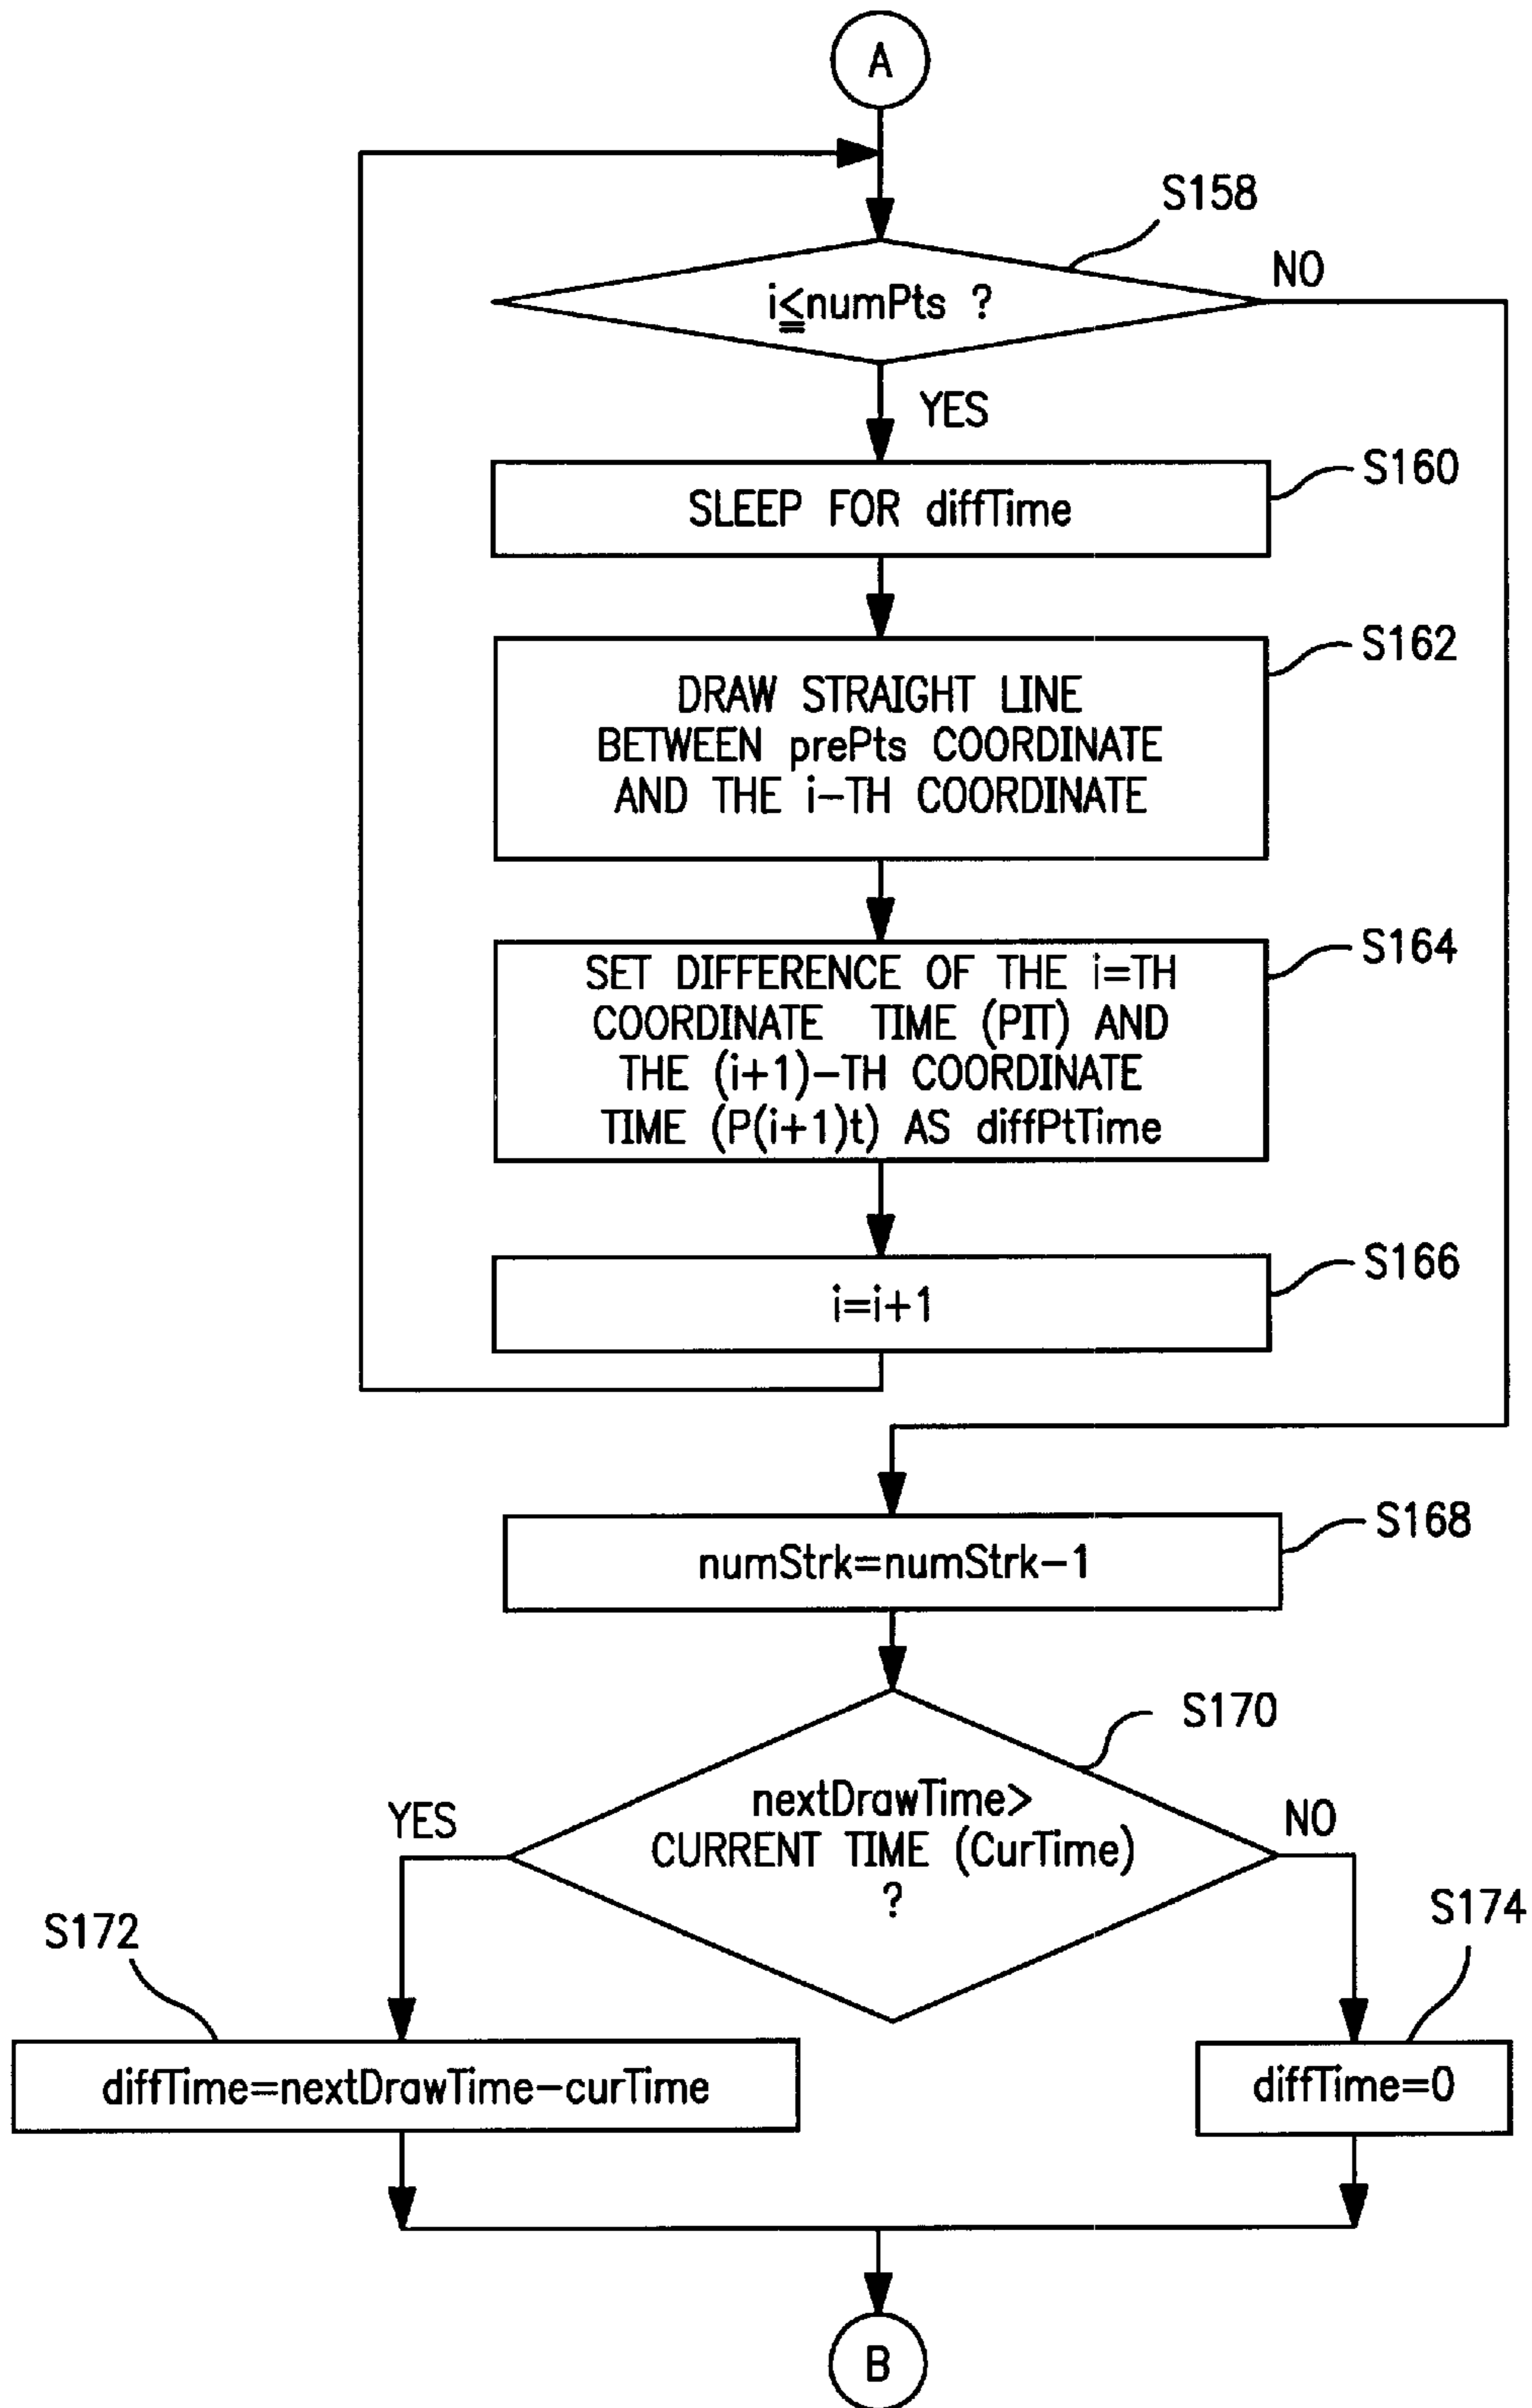 A
S158
i≦numPts ?
NO
YES
S160
SLEEP FOR diffTime
S162
DRAW STRAIGHT LINE
BETWEEN prePts COORDINATE
AND THE i-TH COORDINATE
S164
SET DIFFERENCE OF THE i=TH
COORDINATE TIME (PIT) AND
THE (i+1)-TH COORDINATE
TIME (P(i+1)t) AS diffPtTime
S166
i=i+1
S168
numStrk=numStrk-1
S170
nextDrawTime>
CURRENT TIME (CurTime)
?
YES
NO
S172
S174
diffTime=nextDrawTime-curTime
diffTime=0
B